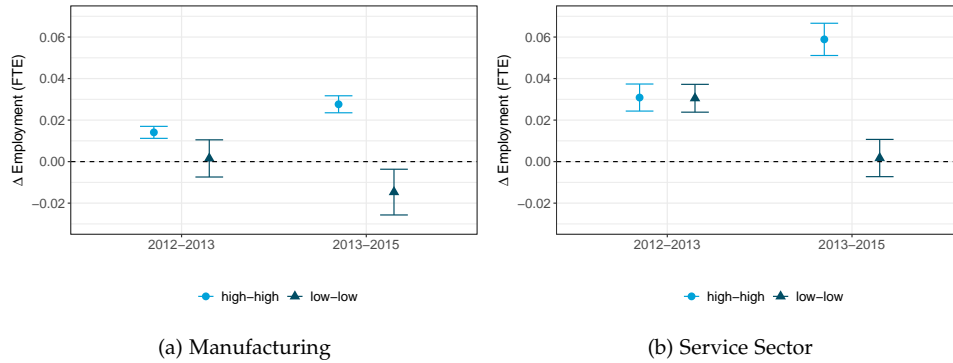 Δ Employment (FTE)
0.06
0.04
0.02
0.00
−0.02
2012−2013
2013−2015
high−high
low−low
(a) Manufacturing
Δ Employment (FTE)
0.06
0.04
0.02
0.00
−0.02
2012−2013
2013−2015
high−high
low−low
(b) Service Sector